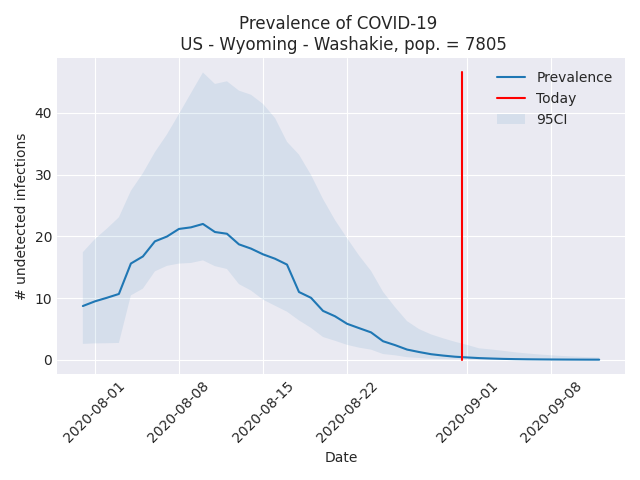 Prevalence of COVID-19
US - Wyoming - Washakie, pop. = 7805
Prevalence
Today
95CI
# undetected infections
40
30
20
10
0
2020-08-01
2020-08-08
2020-08-15
2020-08-22
2020-09-01
2020-09-08
Date